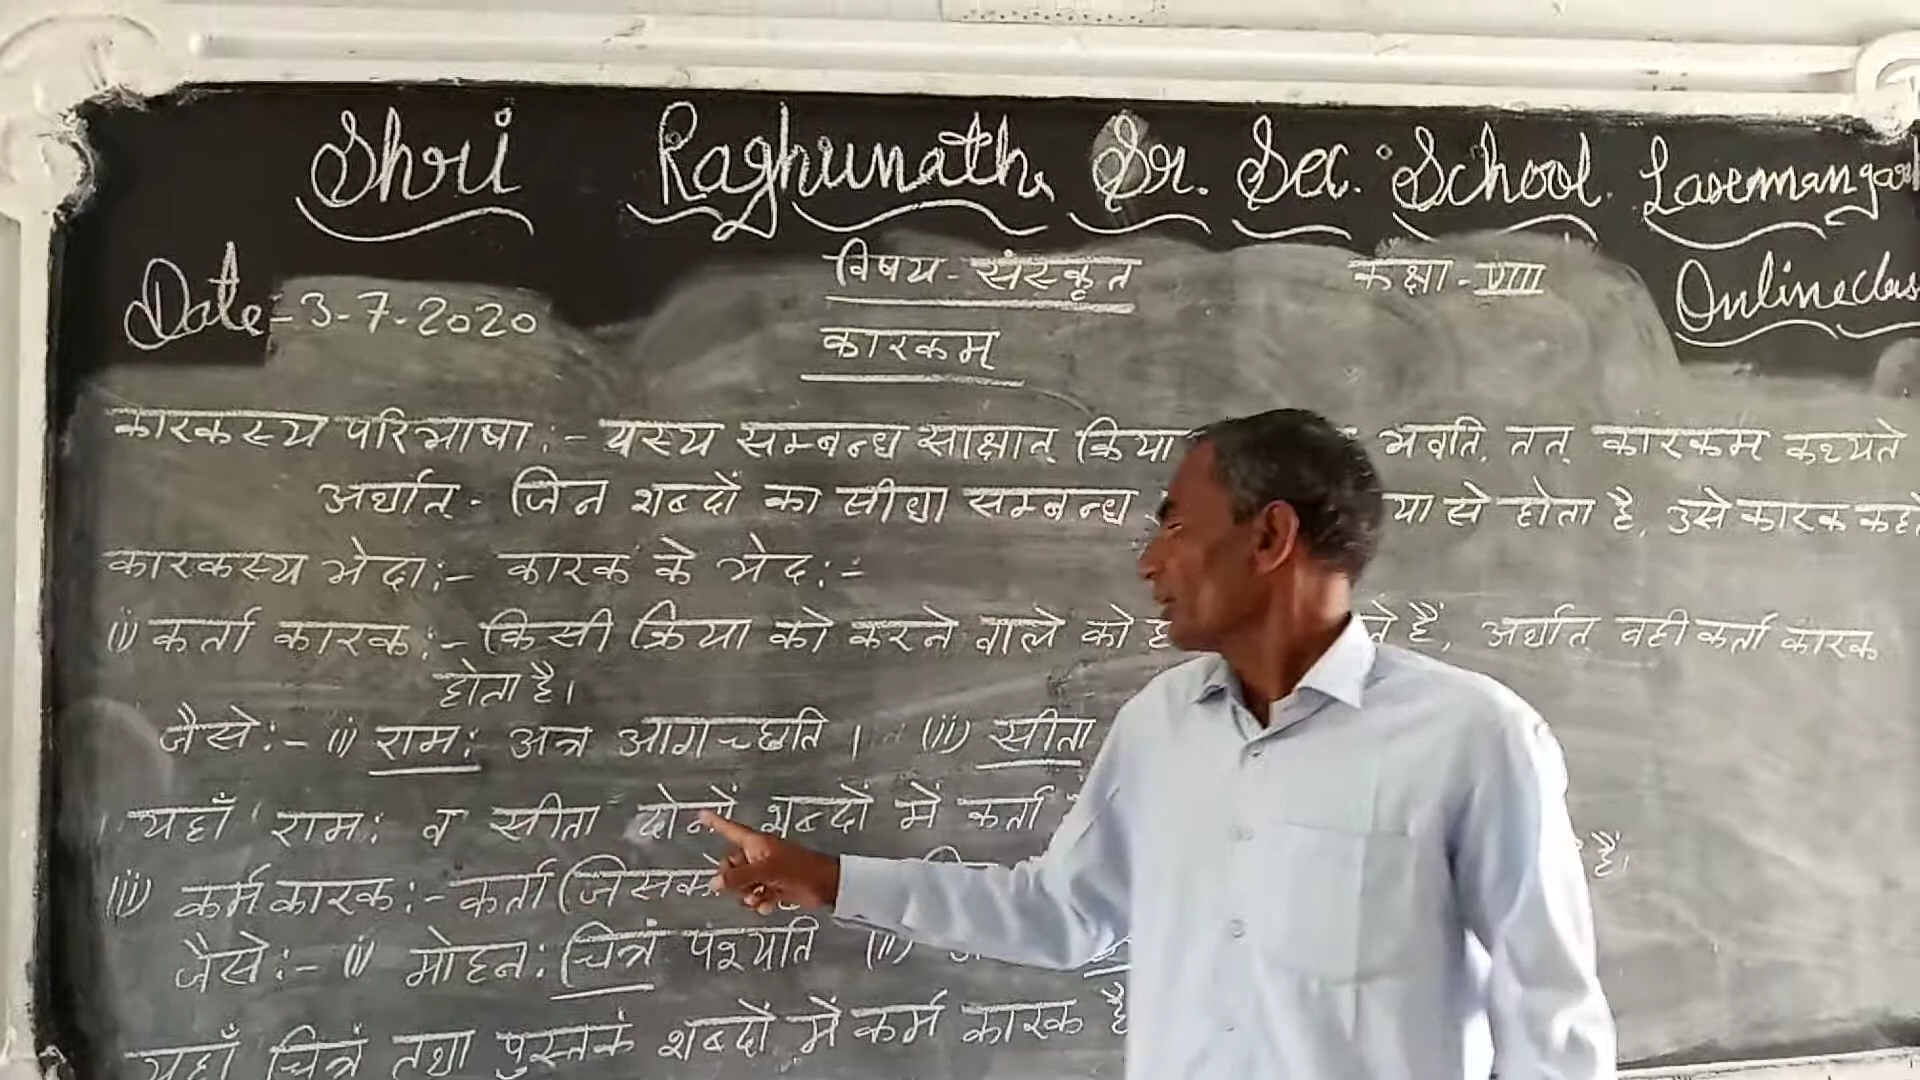 Shri Raghunath Sr. Sec. School. Laxmangarh
Date - 3-7-2020
विषय - संस्कृत
कक्षा - VIII
Online class
कारकम्
कारकस्य परिभाषा :- यस्य सम्बन्ध साक्षात् क्रिया भवति, तत् कारकम कथ्यते
अर्थात् - जिन शब्दों का सीधा सम्बन्ध या से होता है, उसे कारक कहते
कारकस्य भेदा :- कारक के भेद :-
(i) कर्ता कारक :- किसी क्रिया को करने वाले को ते हैं, अर्थात् वही कर्ता कारक
होता है।
जैसे :- (i) रामः अत्र आगच्छति । (ii) सीता
यहाँ रामः व सीता दोनों शब्दों में कर्ता हैं।
(ii) कर्म कारक :- कर्ता (जिसको
जैसे :- (i) मोहनः चित्रं पश्यति (ii)
यहाँ चित्रं तथा पुस्तकं शब्दों में कर्म कारक है